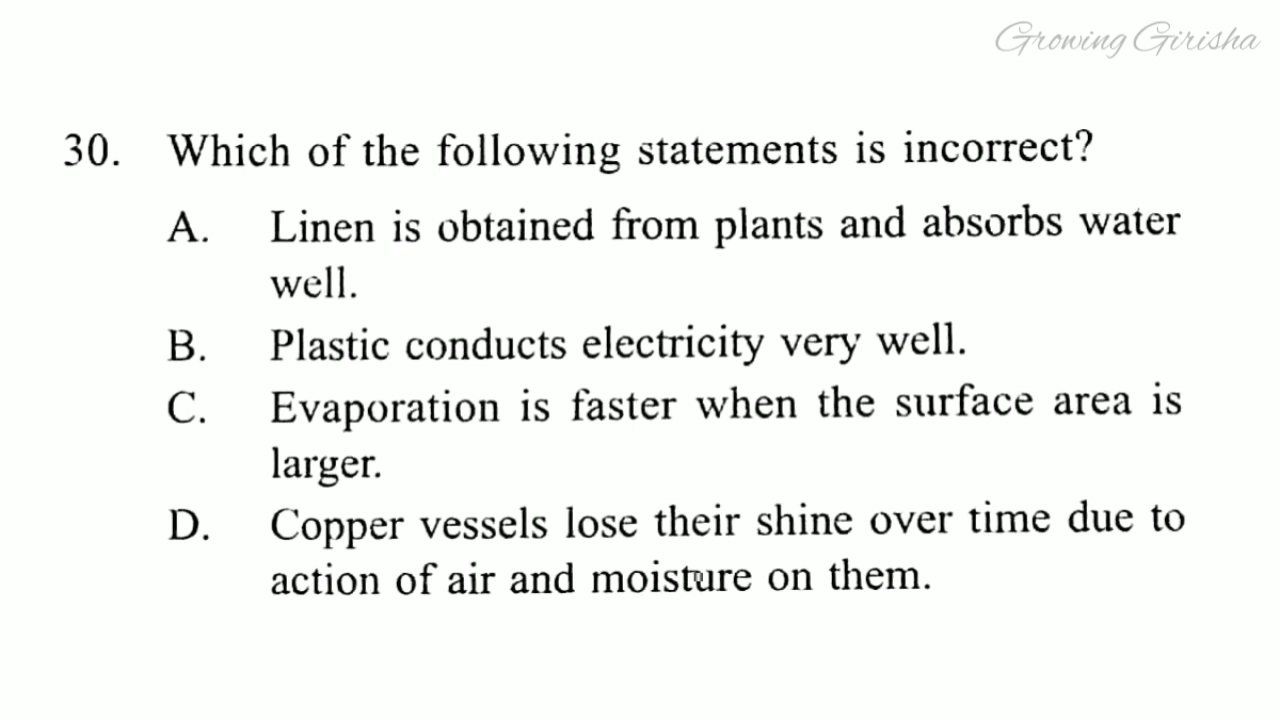 Growing Girisha
30. Which of the following statements is incorrect?
A. Linen is obtained from plants and absorbs water
well.
B. Plastic conducts electricity very well.
C. Evaporation is faster when the surface area is
larger.
D. Copper vessels lose their shine over time due to
action of air and moisture on them.